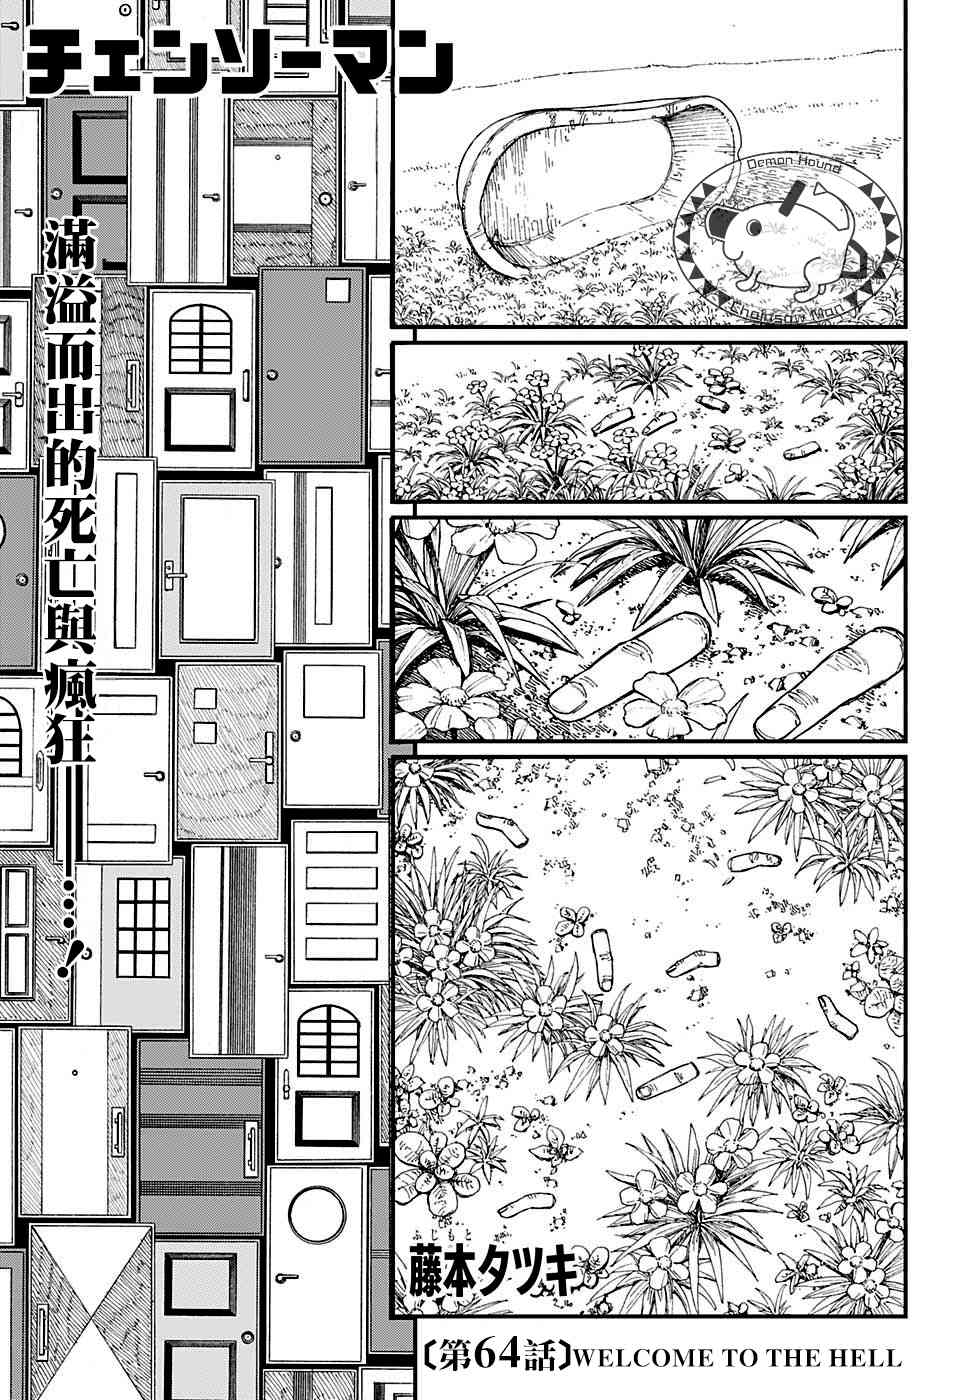 チェンソーマン
Demon Hound
Chainsaw Man
滿溢而出的死亡與瘋狂——……！
ふじもと
藤本タツキ
〔第64話〕WELCOME TO THE HELL